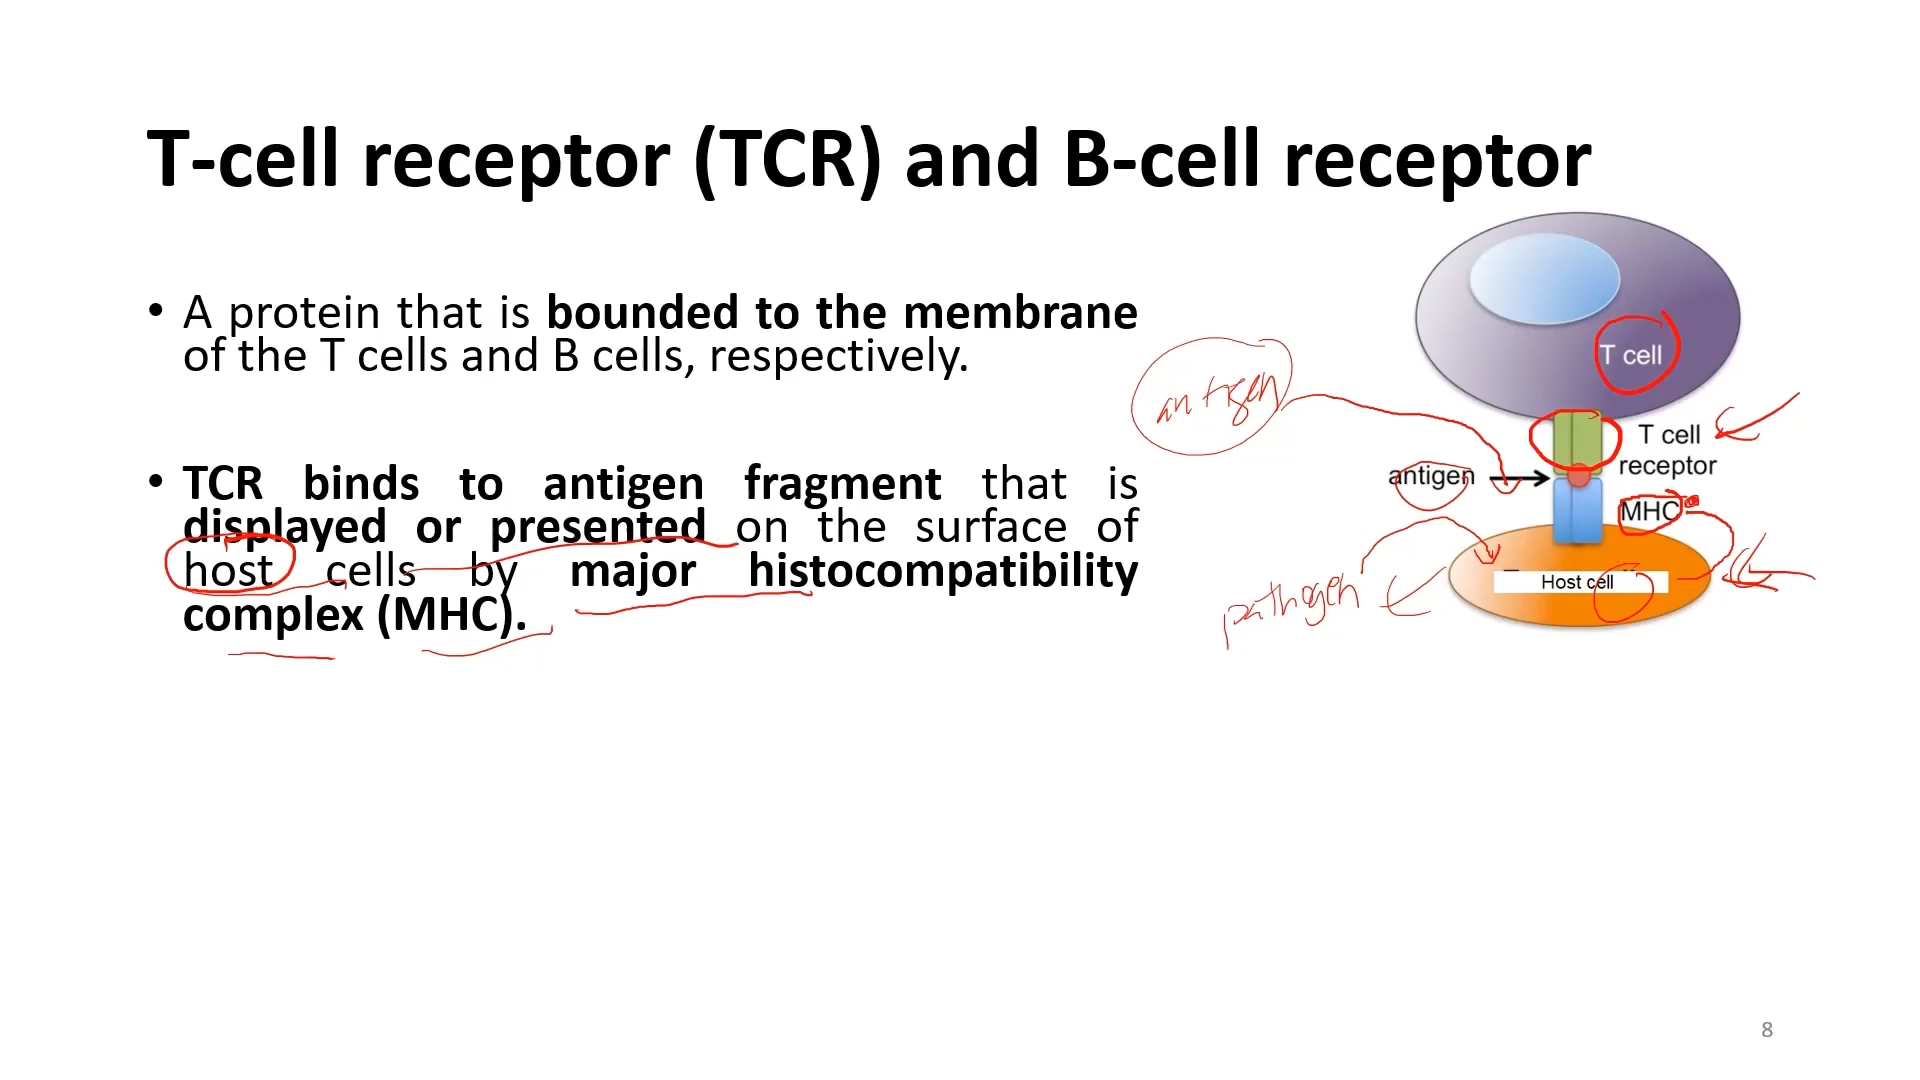 T-cell receptor (TCR) and B-cell receptor
• A protein that is bounded to the membrane
of the T cells and B cells, respectively.
• TCR binds to antigen fragment that is
displayed or presented on the surface of
host cells by major histocompatibility
complex (MHC).
T cell
antigen
T cell
receptor
antigen
MHC
Host cell
pathogen
8